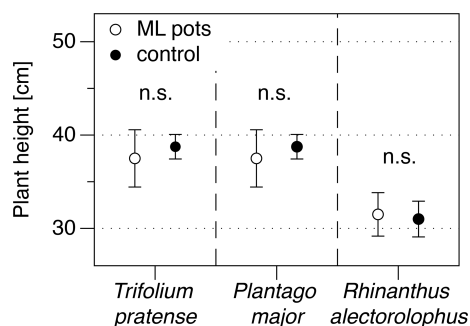 ML pots
control
Plant height [cm]
50
40
30
n.s.
n.s.
n.s.
Trifolium
pratense
Plantago
major
Rhinanthus
alectorolophus